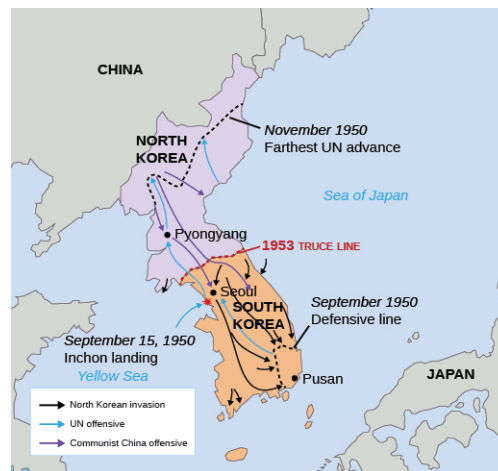 CHINA
NORTH
KOREA
November 1950
Farthest UN advance
Sea of Japan
Pyongyang
1953 TRUCE LINE
Seoul
SOUTH
KOREA
September 1950
Defensive line
September 15, 1950
Inchon landing
Yellow Sea
Pusan
JAPAN
North Korean invasion
UN offensive
Communist China offensive